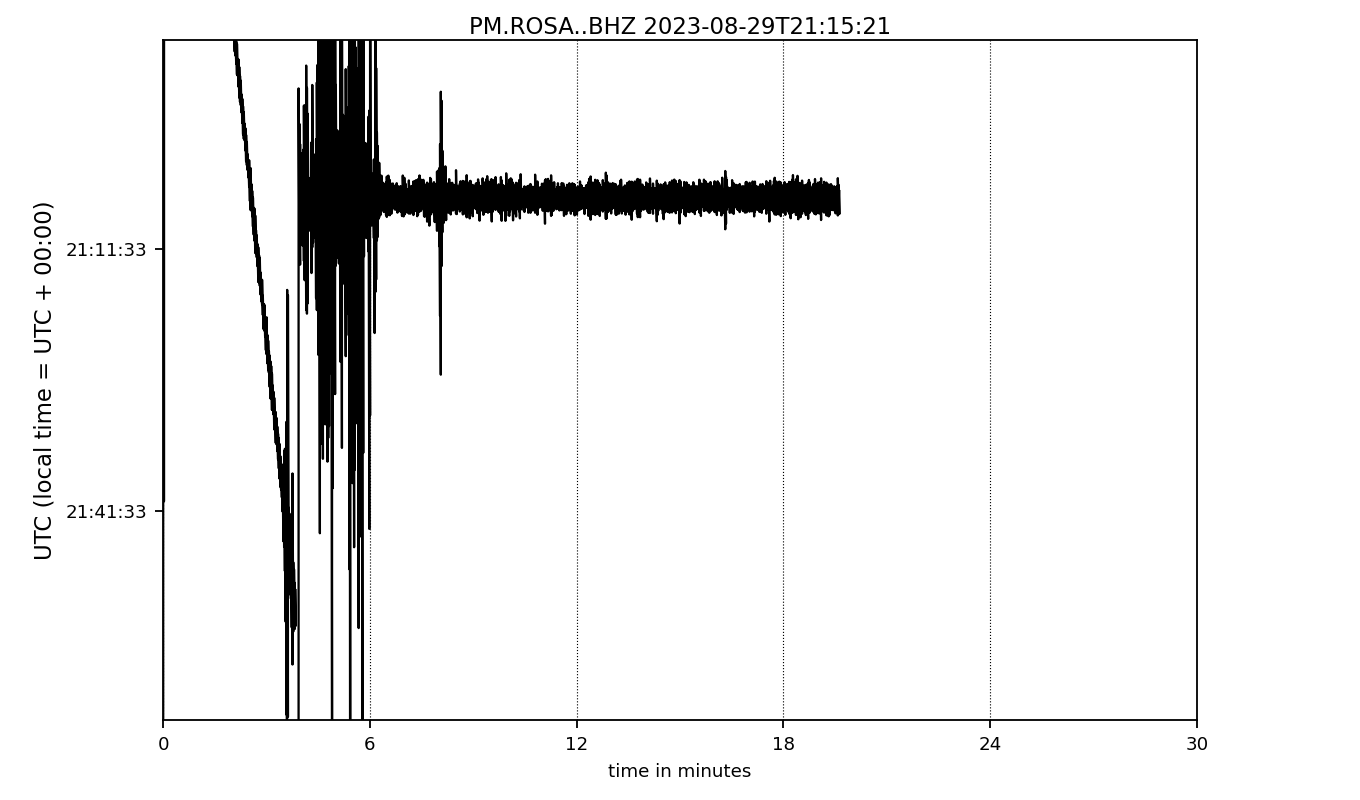 PM.ROSA..BHZ 2023-08-29T21:15:21
UTC (local time = UTC + 00:00)
21:11:33
21:41:33
0 6 12 18 24 30
time in minutes